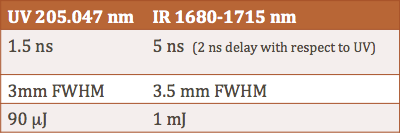 UV 205.047 nm IR 1680-1715 nm
1.5 ns 5 ns (2 ns delay with respect to UV)
3mm FWHM 3.5 mm FWHM
90 μJ 1 mJ